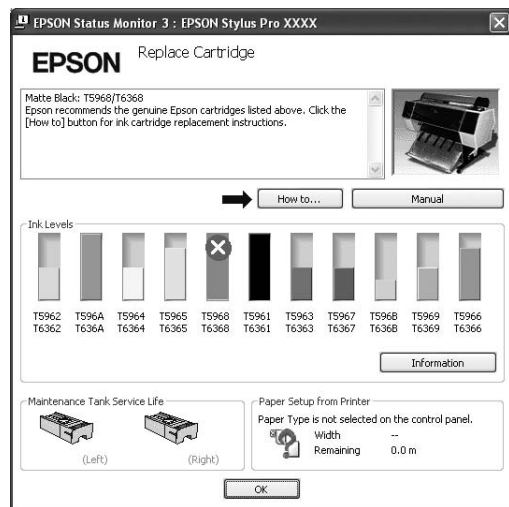 EPSON Status Monitor 3 : EPSON Stylus Pro XXXX
EPSON
Replace Cartridge
Matte Black: T5968/T6368
Epson recommends the genuine Epson cartridges listed above. Click the
[How to] button for ink cartridge replacement instructions.
How to...
Manual
Ink Levels
T5962 T596A T5964 T5965 T5968 T5961 T5963 T5967 T596B T5969 T5966
T6362 T636A T6364 T6365 T6368 T6361 T6363 T6367 T636B T6369 T6366
Information
Maintenance Tank Service Life
(Left) (Right)
Paper Setup from Printer
Paper Type is not selected on the control panel.
Width --
Remaining 0.0 m
OK